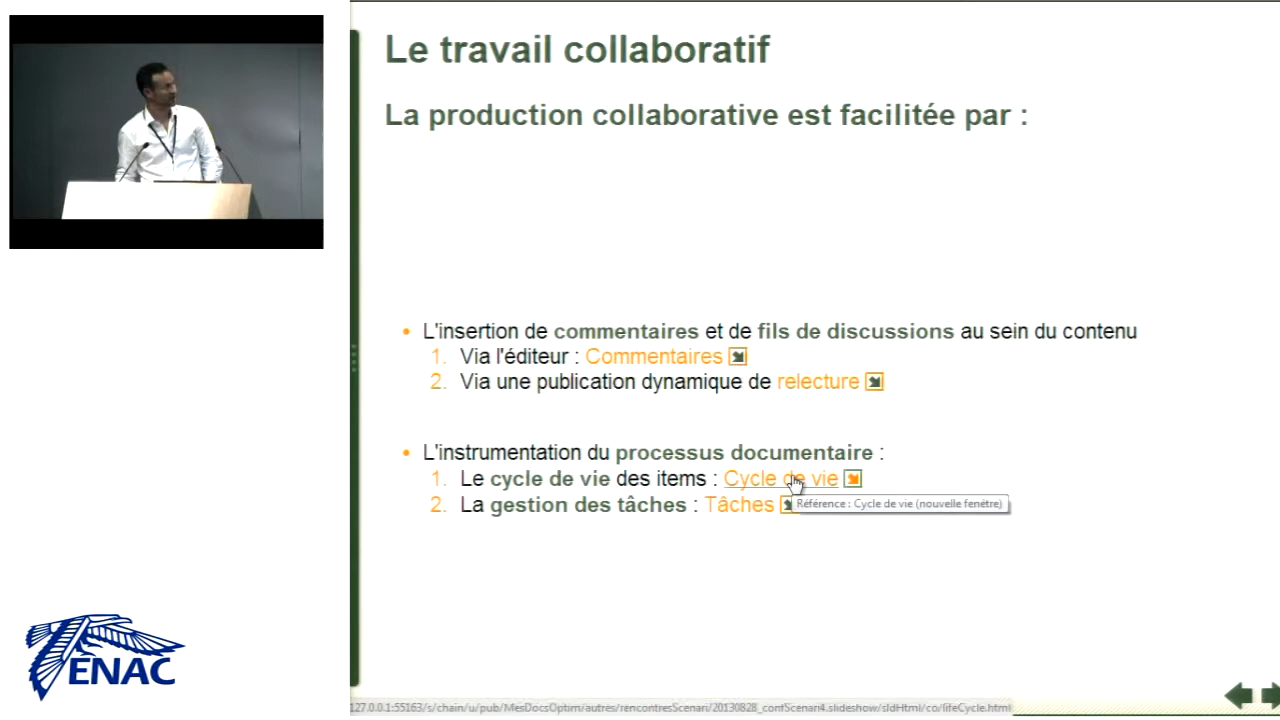 Le travail collaboratif
La production collaborative est facilitée par :
• L'insertion de commentaires et de fils de discussions au sein du contenu
1. Via l'éditeur : Commentaires
2. Via une publication dynamique de relecture
• L'instrumentation du processus documentaire :
1. Le cycle de vie des items : Cycle de vie
2. La gestion des tâches : Tâches
Référence : Cycle de vie (nouvelle fenêtre)
ENAC
127.0.0.1:55163/s/chain/u/pub/MesDocsOptim/autres/rencontresScenari/20130828_confScenari4.slideshow/sldHtml/co/lifeCycle.html